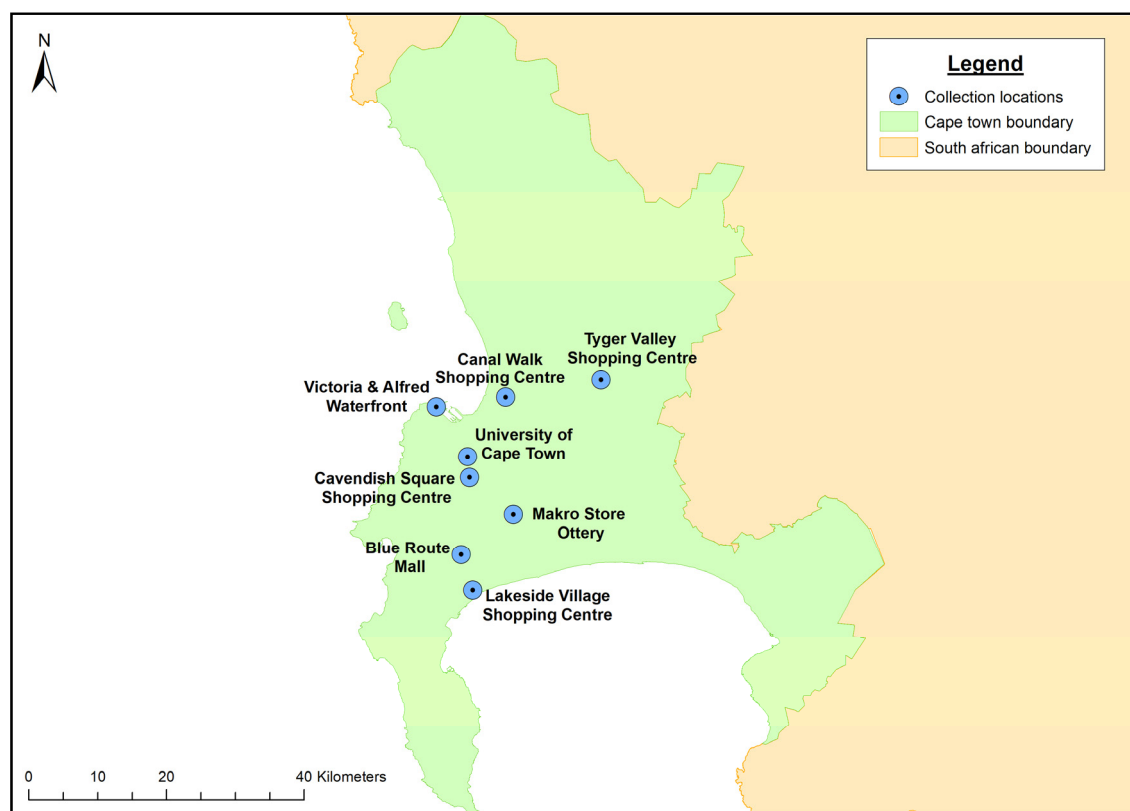 N
Legend
Collection locations
Cape town boundary
South african boundary
Tyger Valley
Shopping Centre
Canal Walk
Shopping Centre
Victoria & Alfred
Waterfront
University of
Cape Town
Cavendish Square
Shopping Centre
Makro Store
Ottery
Blue Route
Mall
Lakeside Village
Shopping Centre
0 10 20 40 Kilometers